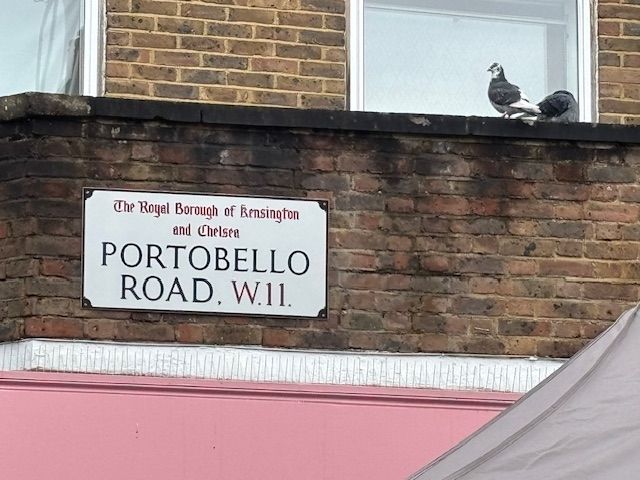 The Royal Borough of Kensington
and Chelsea
PORTOBELLO
ROAD, W.11.